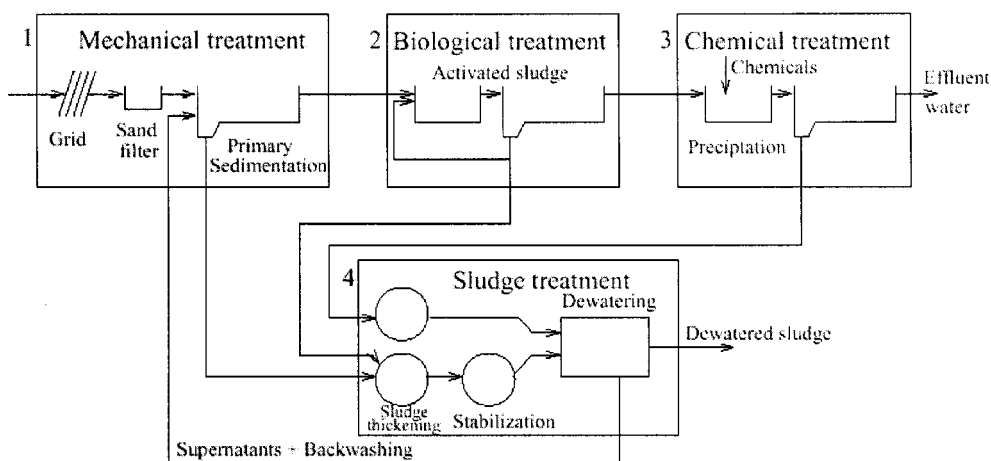 1
Mechanical treatment
Grid
Sand
filter
Primary
Sedimentation
2
Biological treatment
Activated sludge
3
Chemical treatment
Chemicals
Preciptation
Effluent
water
4
Sludge treatment
Dewatering
Dewatered sludge
Sludge
thickening
Stabilization
Supernatants + Backwashing